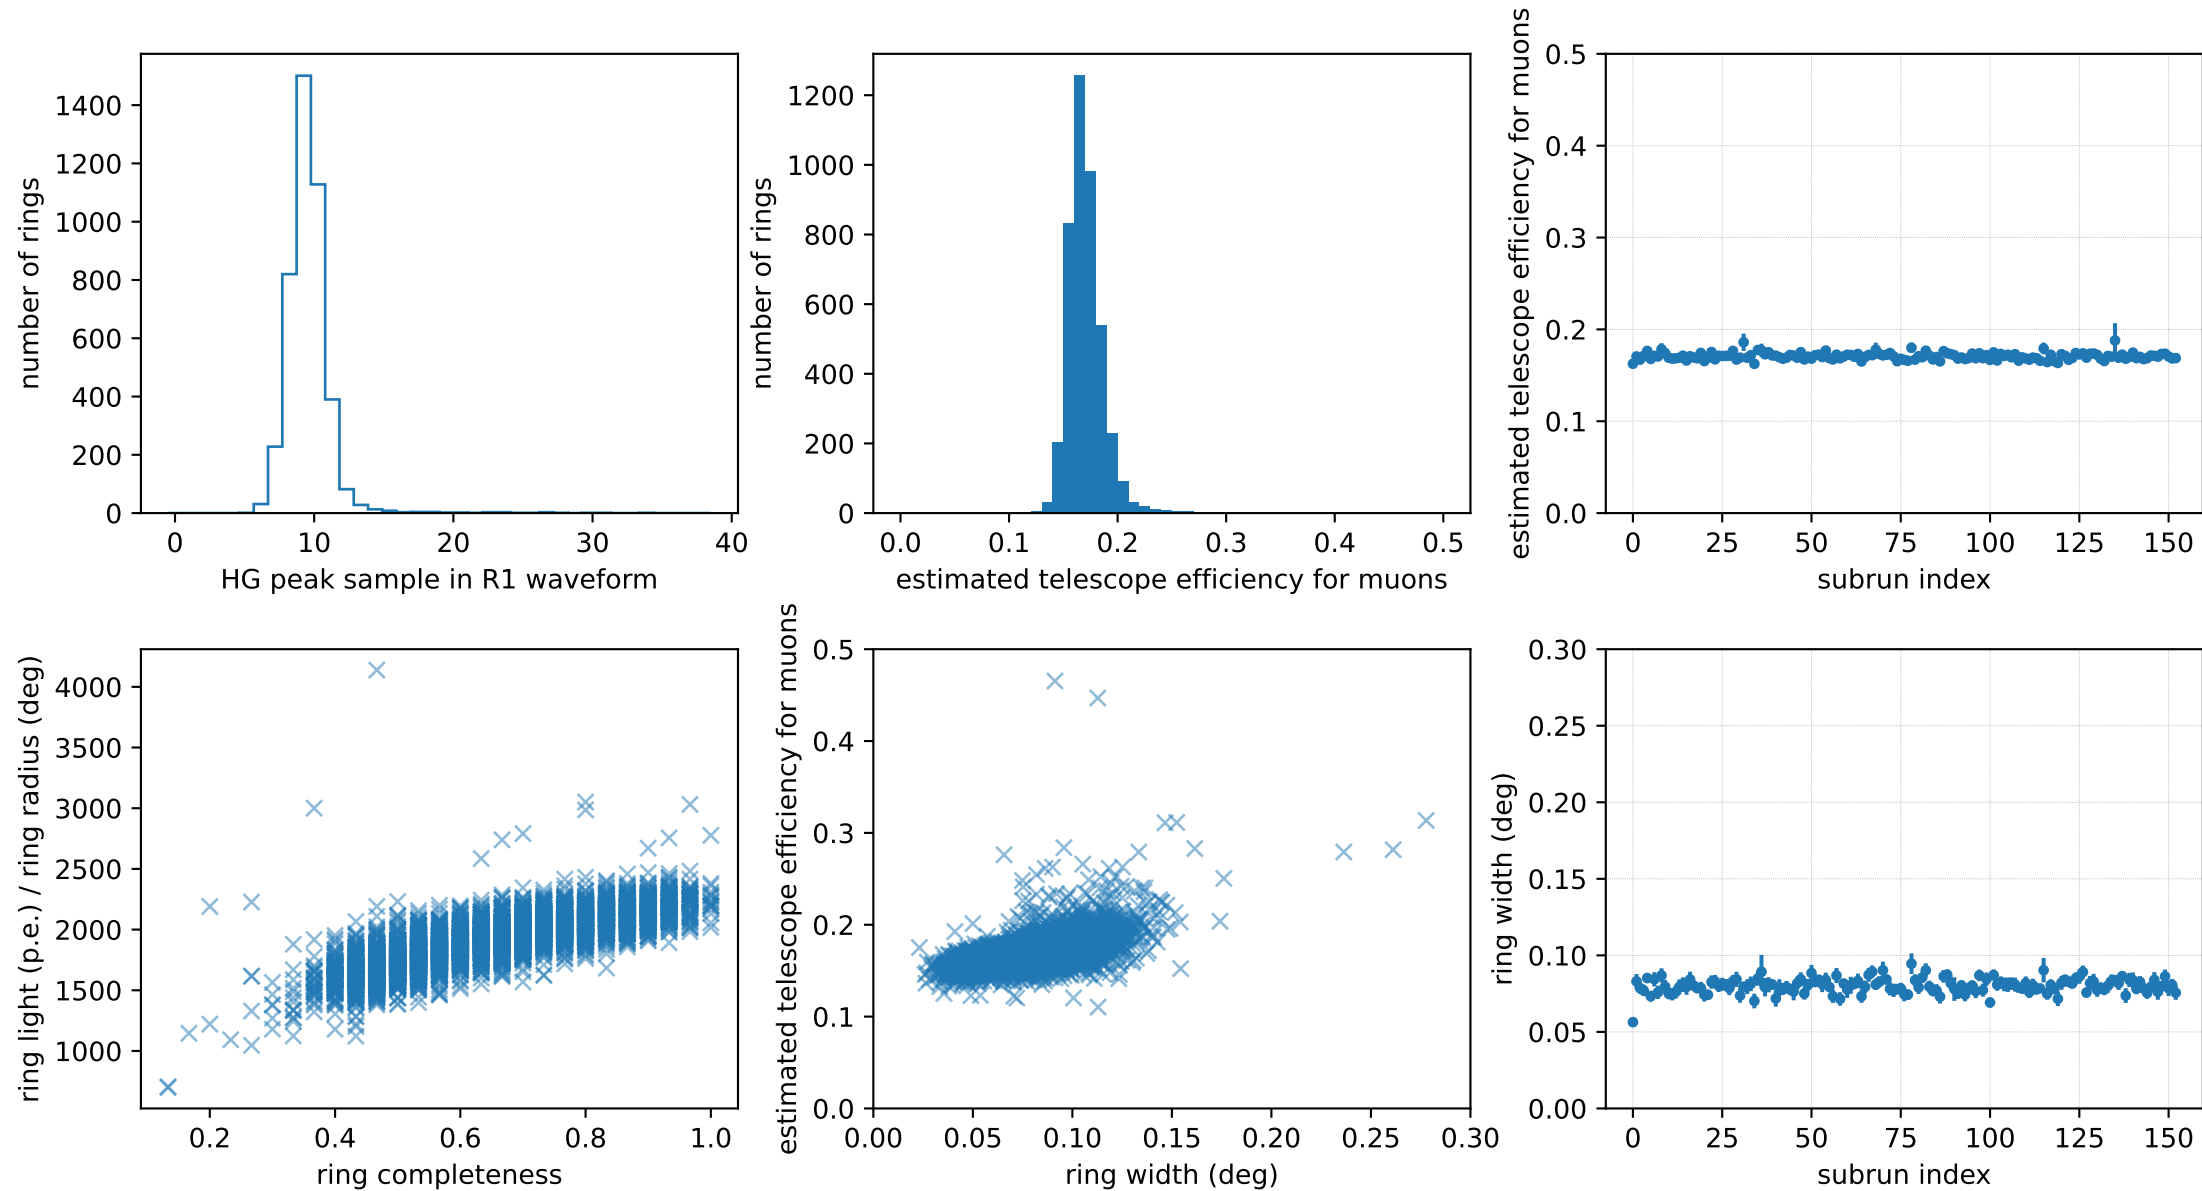 number of rings
1400
1200
1000
800
600
400
200
0
0 10 20 30 40
HG peak sample in R1 waveform
number of rings
1200
1000
800
600
400
200
0
0.0 0.1 0.2 0.3 0.4 0.5
estimated telescope efficiency for muons
estimated telescope efficiency for muons
0.5
0.4
0.3
0.2
0.1
0.0
0 25 50 75 100 125 150
subrun index
ring light (p.e.) / ring radius (deg)
4000
3500
3000
2500
2000
1500
1000
0.2 0.4 0.6 0.8 1.0
ring completeness
estimated telescope efficiency for muons
0.5
0.4
0.3
0.2
0.1
0.0
0.00 0.05 0.10 0.15 0.20 0.25 0.30
ring width (deg)
ring width (deg)
0.30
0.25
0.20
0.15
0.10
0.05
0.00
0 25 50 75 100 125 150
subrun index